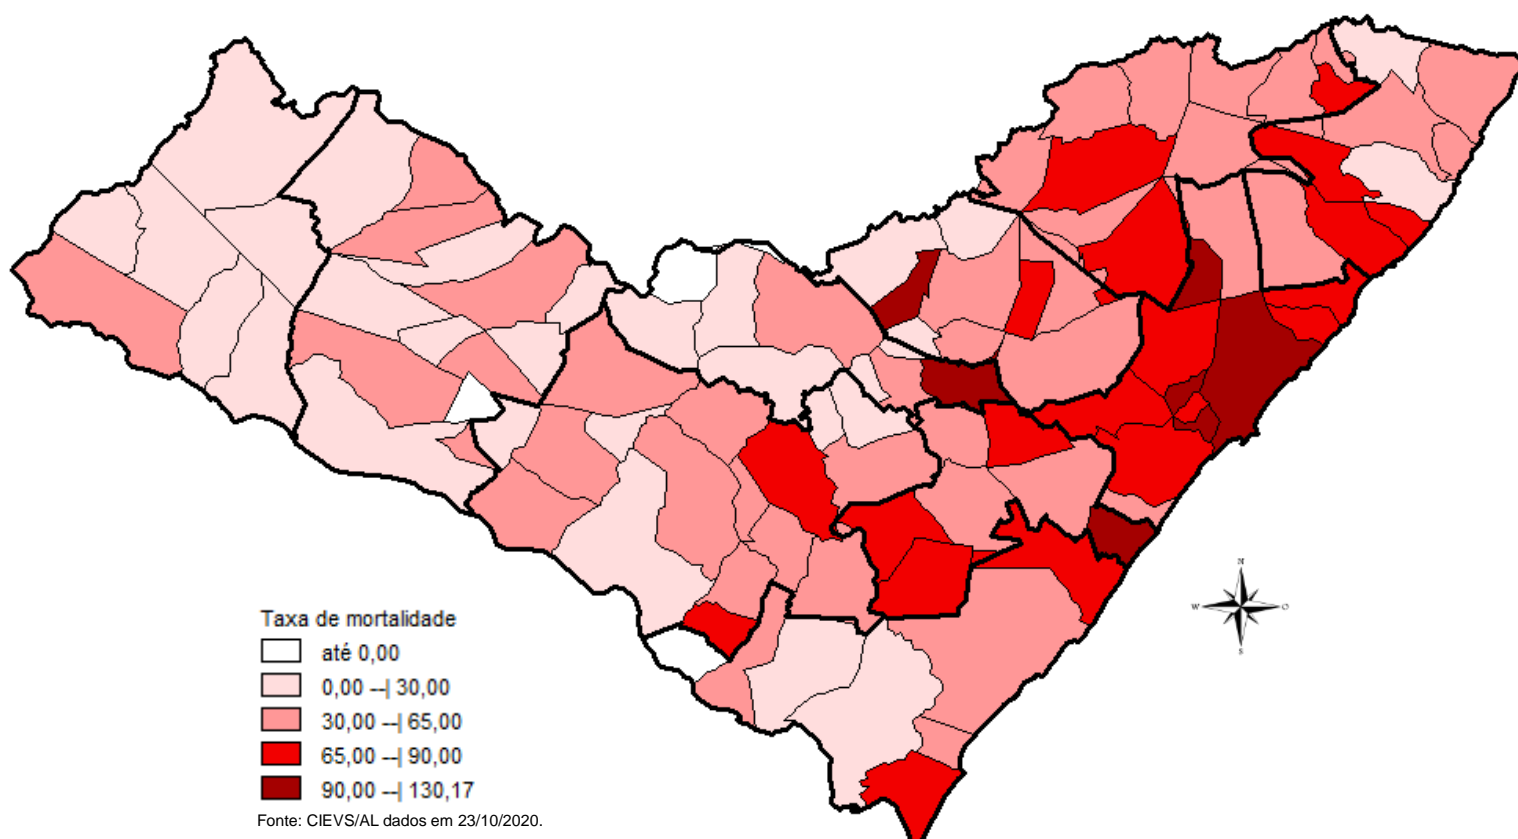 Taxa de mortalidade
até 0,00
0,00 --| 30,00
30,00 --| 65,00
65,00 --| 90,00
90,00 --| 130,17
Fonte: CIEVS/AL dados em 23/10/2020.
N
W
O
S